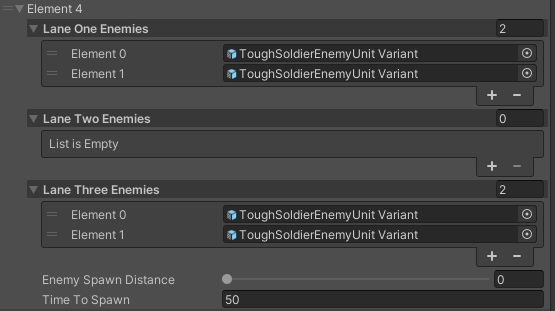 Element 4
Lane One Enemies 2
Element 0 ToughSoldierEnemyUnit Variant
Element 1 ToughSoldierEnemyUnit Variant
+ −
Lane Two Enemies 0
List is Empty
+ −
Lane Three Enemies 2
Element 0 ToughSoldierEnemyUnit Variant
Element 1 ToughSoldierEnemyUnit Variant
+ −
Enemy Spawn Distance 0
Time To Spawn 50